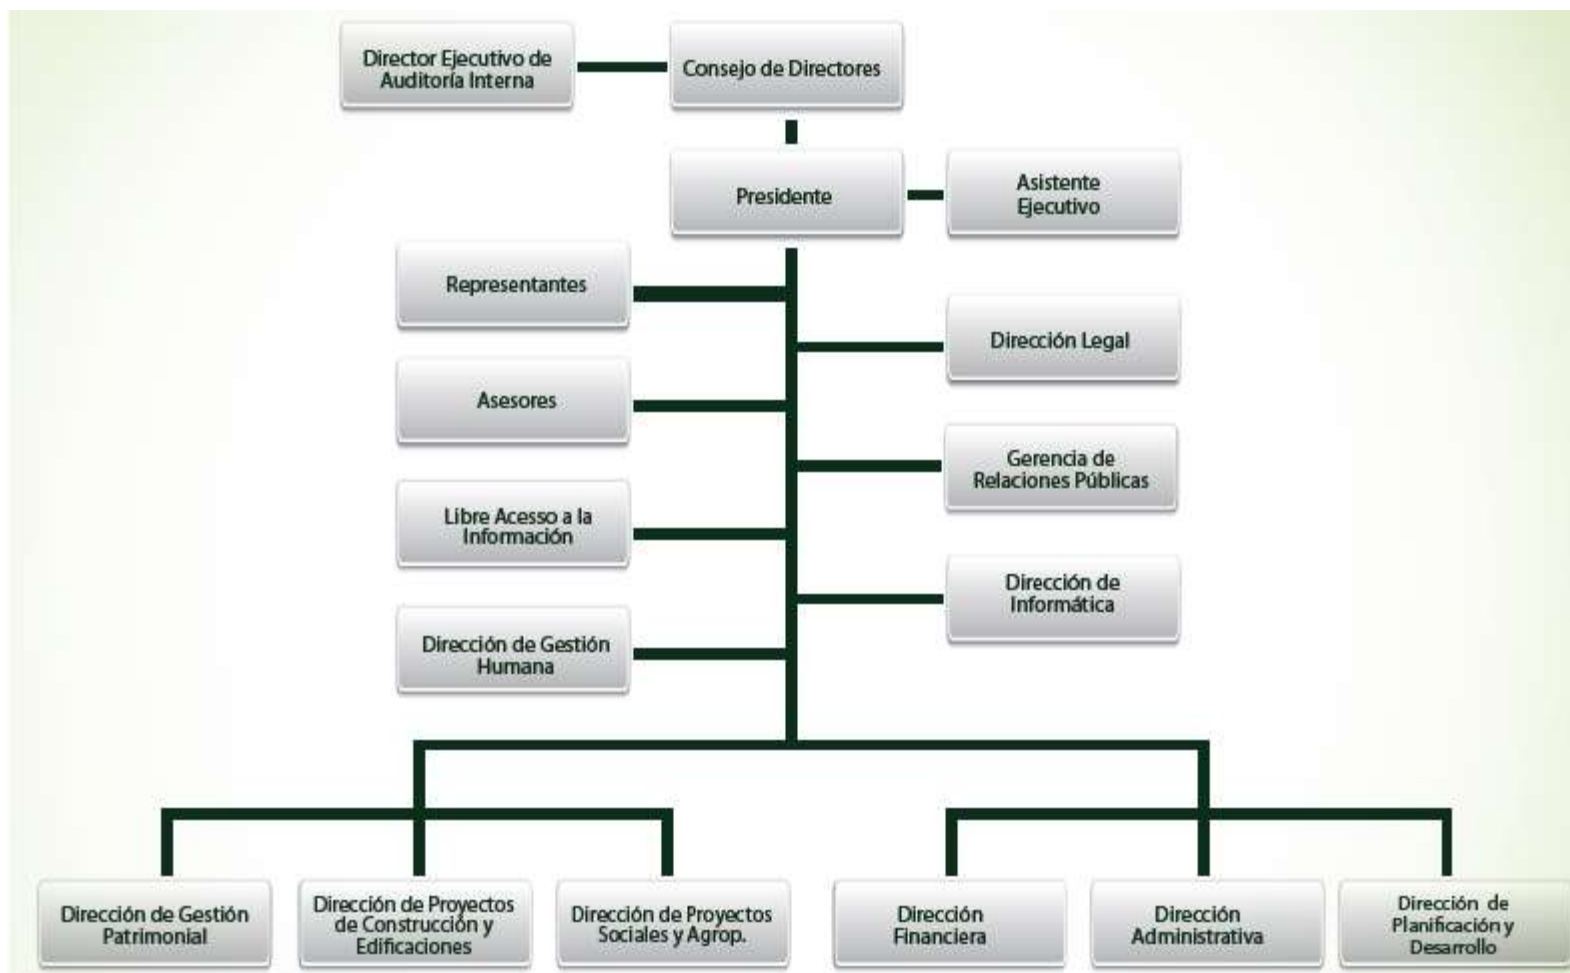 Director Ejecutivo de
Auditoría Interna
Consejo de Directores
Presidente
Asistente
Ejecutivo
Representantes
Dirección Legal
Asesores
Gerencia de
Relaciones Públicas
Libre Acesso a la
Información
Dirección de
Informática
Dirección de Gestión
Humana
Dirección de Gestión
Patrimonial
Dirección de Proyectos
de Construcción y
Edificaciones
Dirección de Proyectos
Sociales y Agrop.
Dirección
Financiera
Dirección
Administrativa
Dirección de
Planificación y
Desarrollo